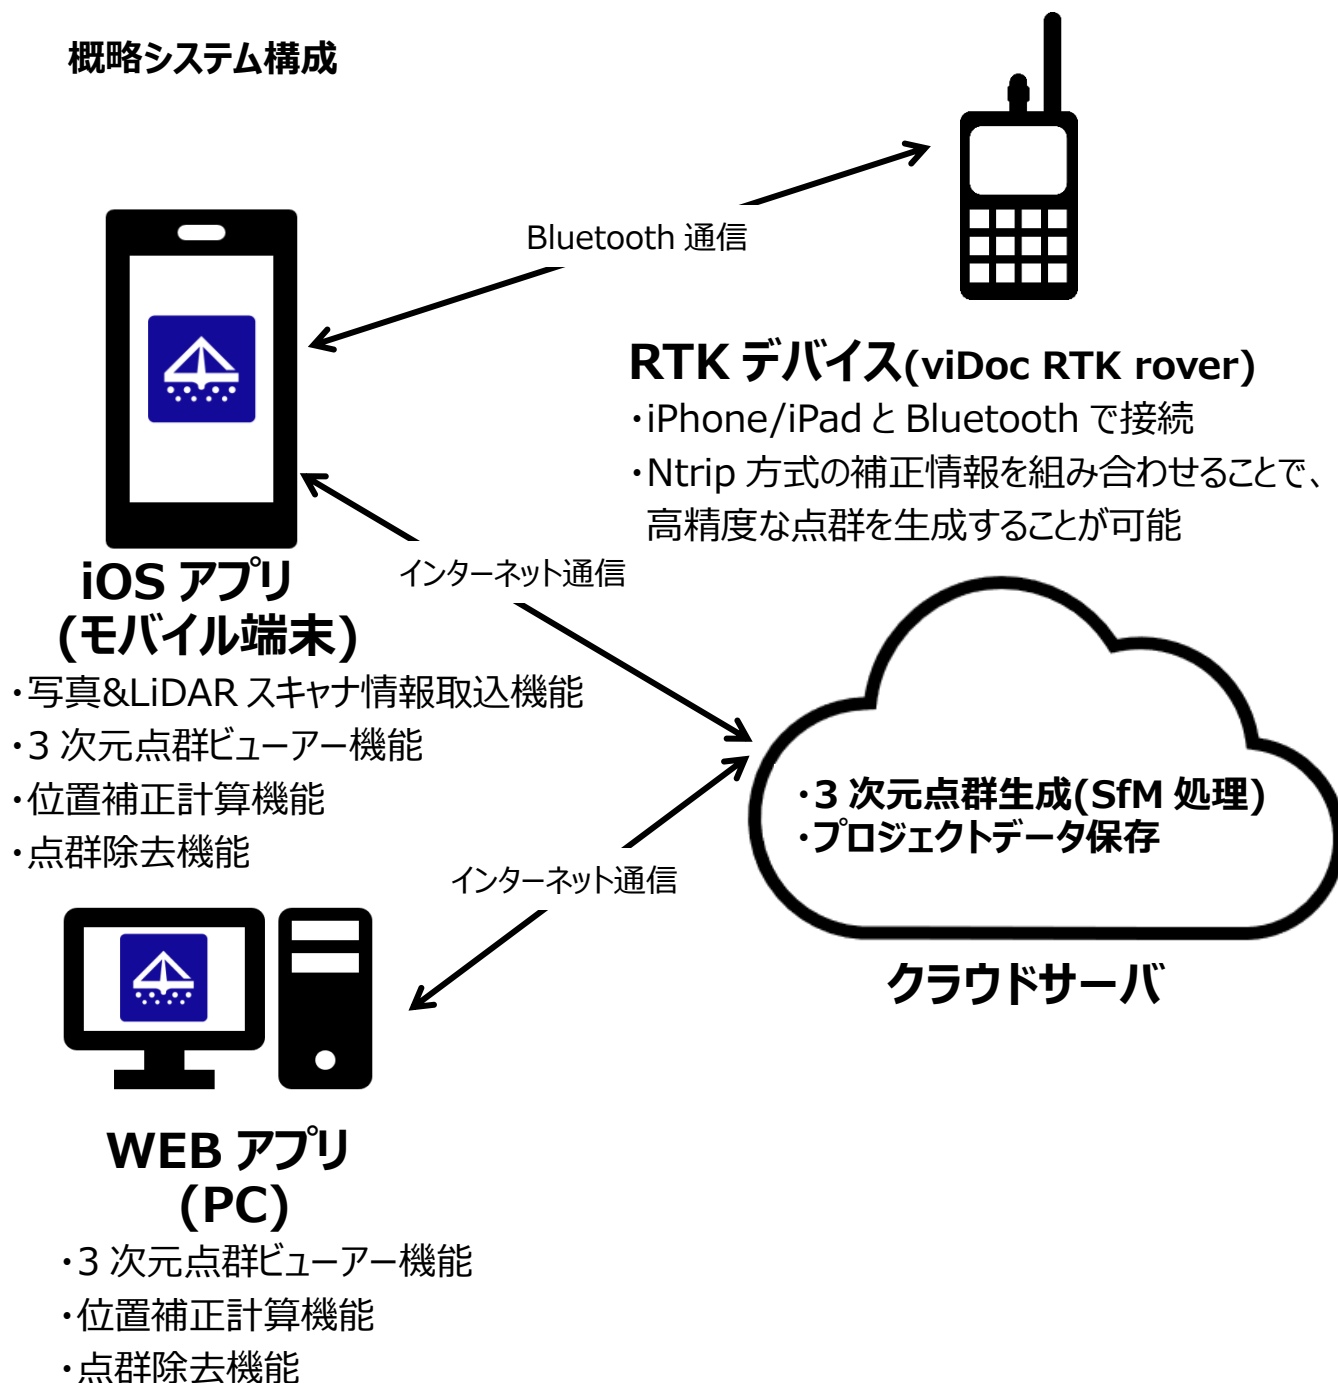 概略システム構成
Bluetooth 通信
RTK デバイス(viDoc RTK rover)
・iPhone/iPad と Bluetooth で接続
・Ntrip 方式の補正情報を組み合わせることで、
高精度な点群を生成することが可能
iOS アプリ
(モバイル端末)
・写真&LiDAR スキャナ情報取込機能
・3 次元点群ビューアー機能
・位置補正計算機能
・点群除去機能
インターネット通信
・3 次元点群生成(SfM 処理)
・プロジェクトデータ保存
クラウドサーバ
インターネット通信
WEB アプリ
(PC)
・3 次元点群ビューアー機能
・位置補正計算機能
・点群除去機能